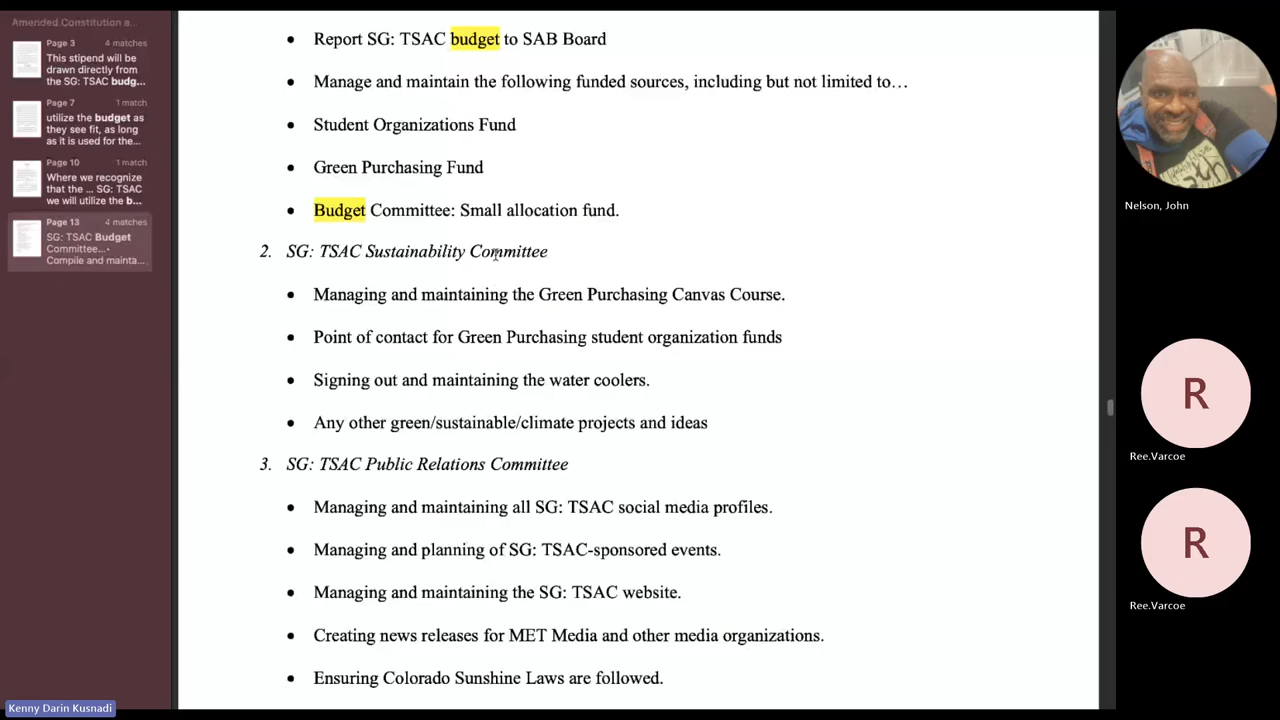 Amended Constitution a...
Page 3 4 matches
This stipend will be
drawn directly from
the SG: TSAC budg...
Page 7 1 match
utilize the budget as
they see fit, as long
as it is used for the...
Page 10 1 match
Where we recognize
that the ... SG: TSAC
we will utilize the b...
Page 13 4 matches
SG: TSAC Budget
Committee...•
Compile and mainta...
• Report SG: TSAC budget to SAB Board
• Manage and maintain the following funded sources, including but not limited to…
• Student Organizations Fund
• Green Purchasing Fund
• Budget Committee: Small allocation fund.
2. SG: TSAC Sustainability Committee
• Managing and maintaining the Green Purchasing Canvas Course.
• Point of contact for Green Purchasing student organization funds
• Signing out and maintaining the water coolers.
• Any other green/sustainable/climate projects and ideas
3. SG: TSAC Public Relations Committee
• Managing and maintaining all SG: TSAC social media profiles.
• Managing and planning of SG: TSAC-sponsored events.
• Managing and maintaining the SG: TSAC website.
• Creating news releases for MET Media and other media organizations.
• Ensuring Colorado Sunshine Laws are followed.
Nelson, John
R
Ree.Varcoe
R
Ree.Varcoe
Kenny Darin Kusnadi